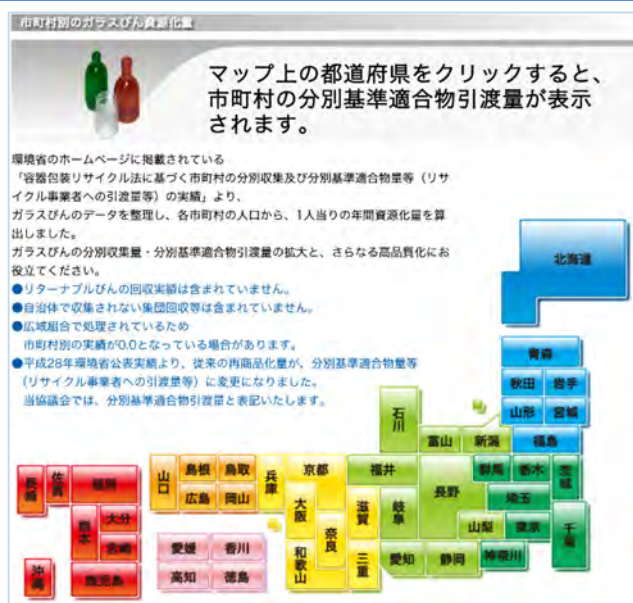 市町村別のガラスびん資源化量
マップ上の都道府県をクリックすると、
市町村の分別基準適合物引渡量が表示
されます。
環境省のホームページに掲載されている
「容器包装リサイクル法に基づく市町村の分別収集及び分別基準適合物量等（リサ
イクル事業者への引渡量等）の実績」より、
ガラスびんのデータを整理し、各市町村の人口から、1人当りの年間資源化量を算
出しました。
ガラスびんの分別収集量・分別基準適合物引渡量の拡大と、さらなる高品質化にお
役立てください。
●リターナブルびんの回収実績は含まれていません。
●自治体で収集されない集団回収等は含まれていません。
●広域組合で処理されているため
市町村別の実績が0.0となっている場合があります。
●平成28年環境省公表実績より、従来の再商品化量が、分別基準適合物量等
（リサイクル事業者への引渡量等）に変更になりました。
当協議会では、分別基準適合物引渡量と表記いたします。
北海道
青森
秋田 岩手
山形 宮城
石川
富山 新潟 福島
長崎 佐賀 福岡
山口 島根 鳥取 兵庫 京都 福井 長野 群馬 栃木 茨城
広島 岡山 大阪 滋賀 岐阜 埼玉
熊本 大分 奈良 山梨 東京 千葉
宮崎 愛媛 香川 和歌山 三重 愛知 静岡 神奈川
沖縄 鹿児島 高知 徳島